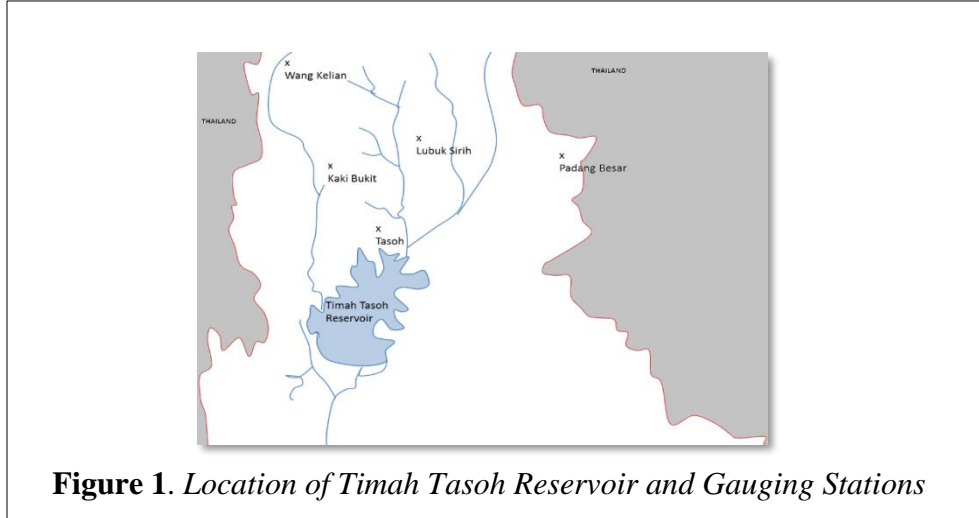 x
Wang Kelian
THAILAND
THAILAND
x
Lubuk Sirih
x
Padang Besar
x
Kaki Bukit
x
Tasoh
Timah Tasoh
Reservoir
Figure 1. Location of Timah Tasoh Reservoir and Gauging Stations